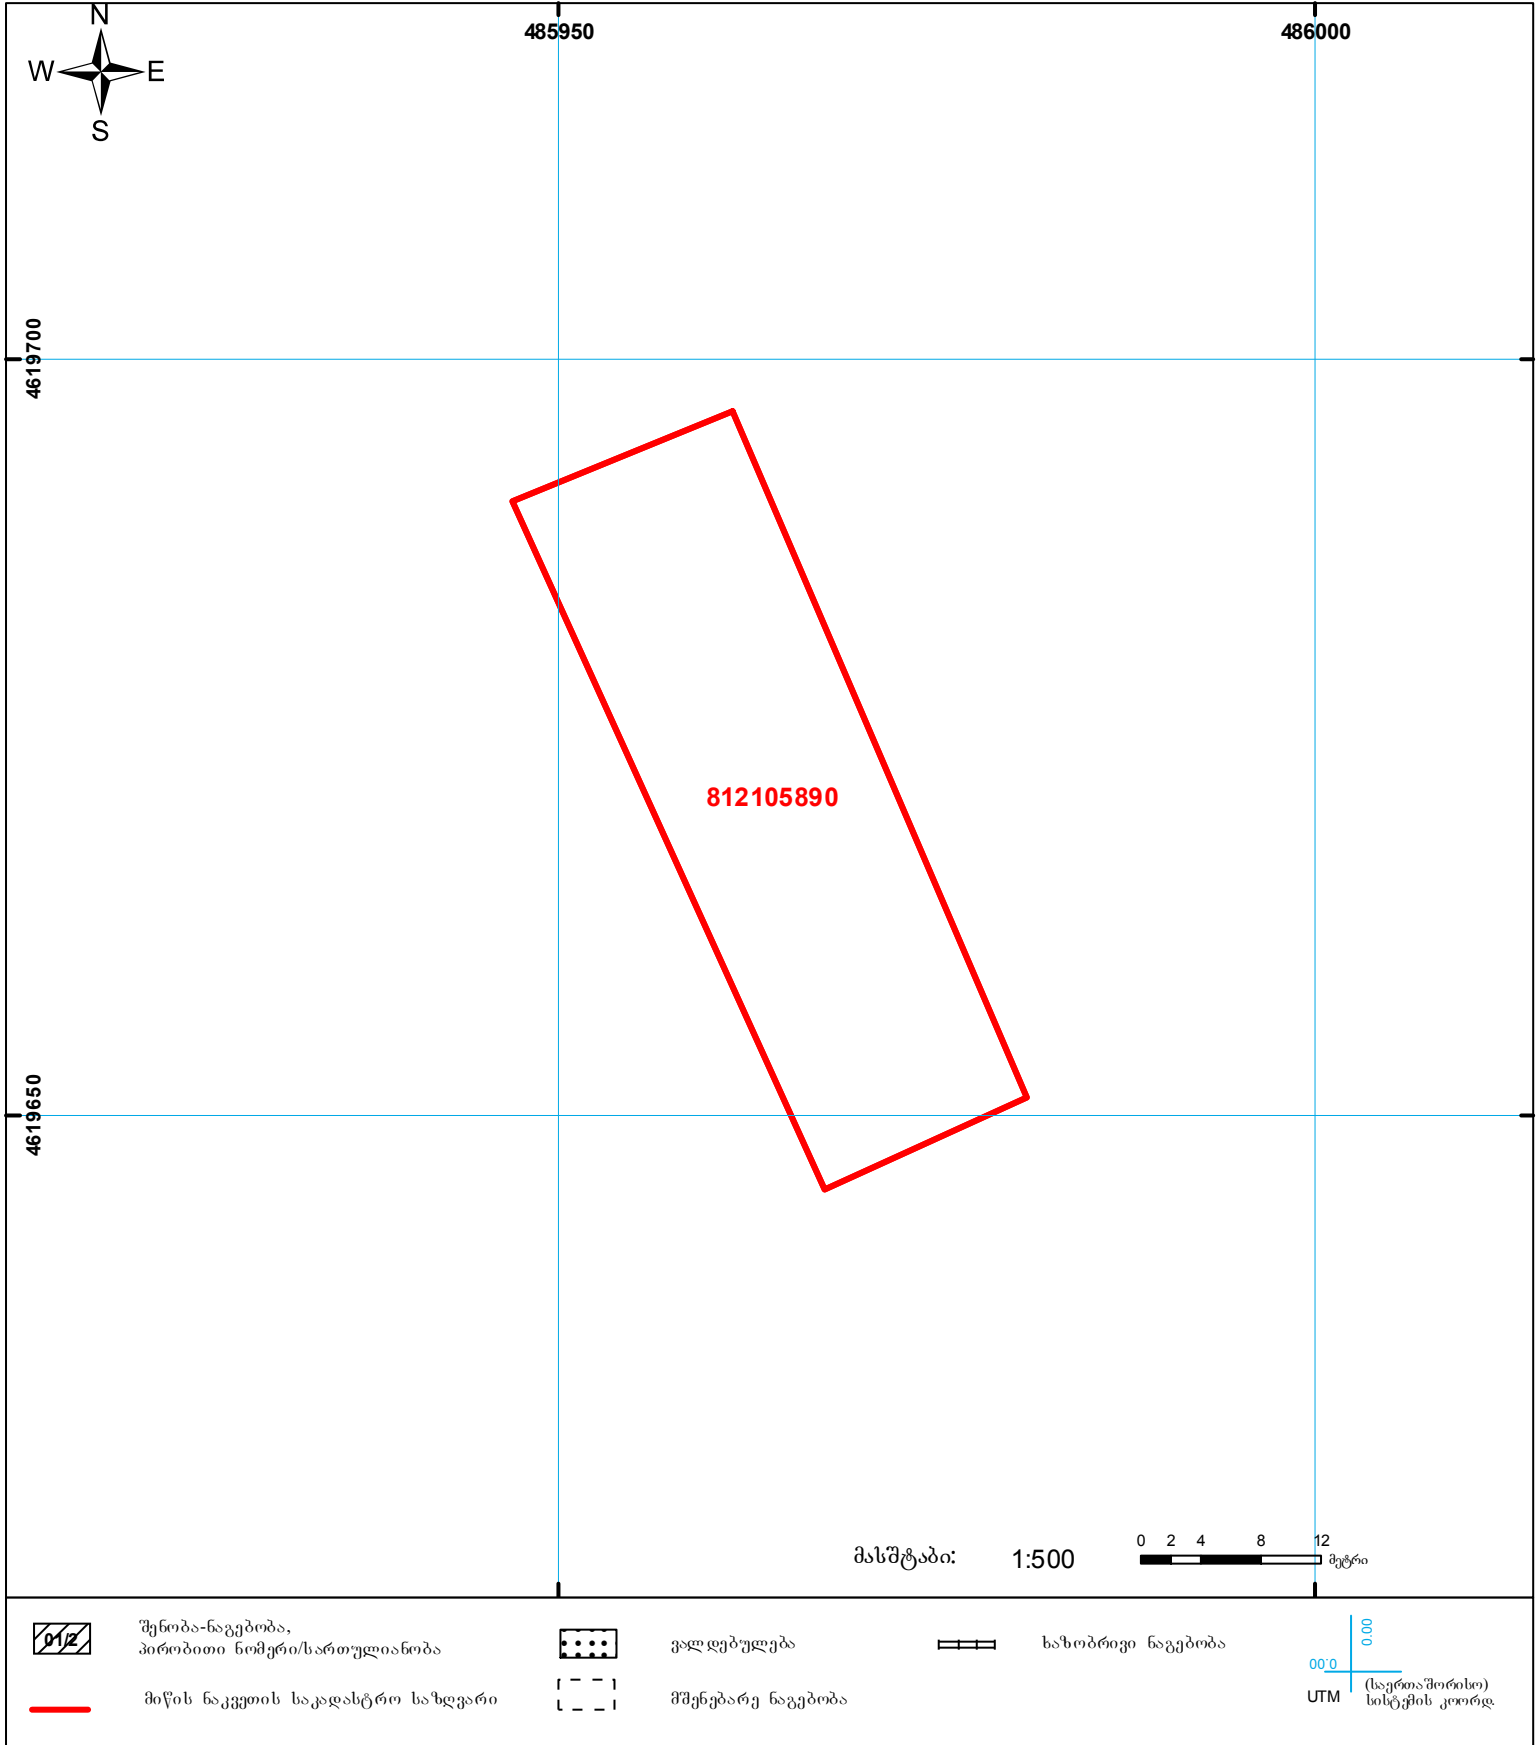 N
W E
S
485950 486000
4619700
812105890
4619650
მასშტაბი: 1:500
0 2 4 8 12
მეტრი
01/2
შენობა-ნაგებობა,
პირობითი ნომერი/სართულიანობა
ვალდებულება
ხაზობრივი ნაგებობა
მიწის ნაკვეთის საკადასტრო საზღვარი
მშენებარე ნაგებობა
00.0
0.00
UTM
(საერთაშორისო)
სისტემის კოორდ.